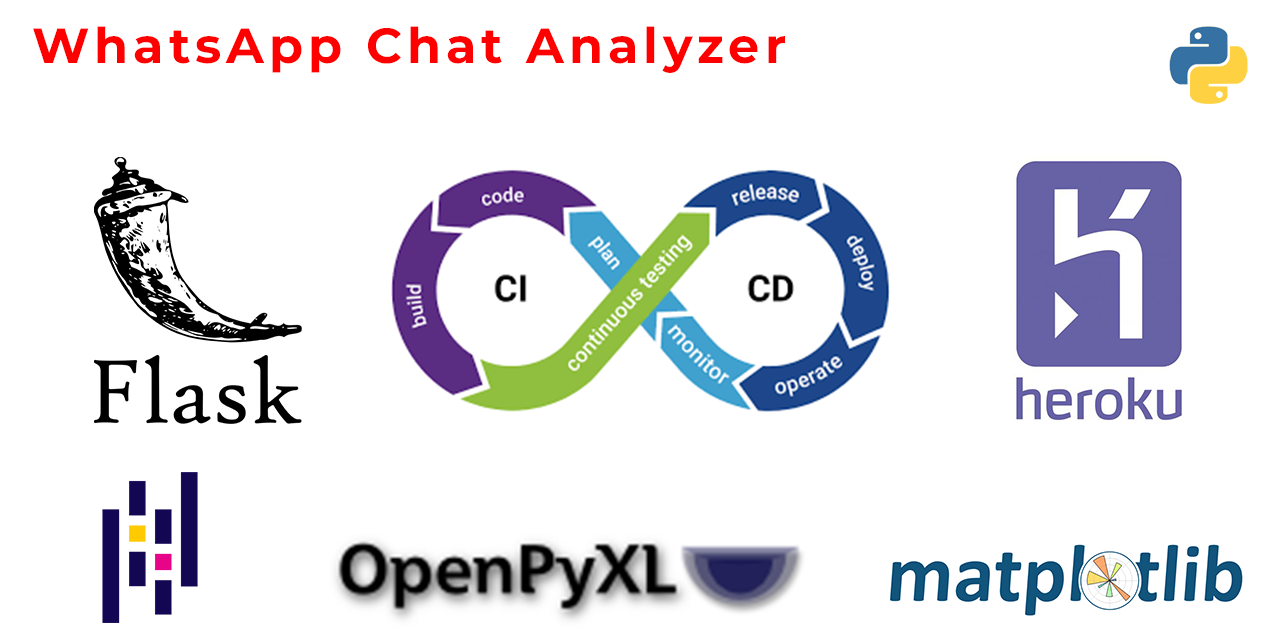 WhatsApp Chat Analyzer
code
release
plan
continuous testing
deploy
build
CI
CD
monitor
operate
Flask
heroku
OpenPyXL
matplotlib